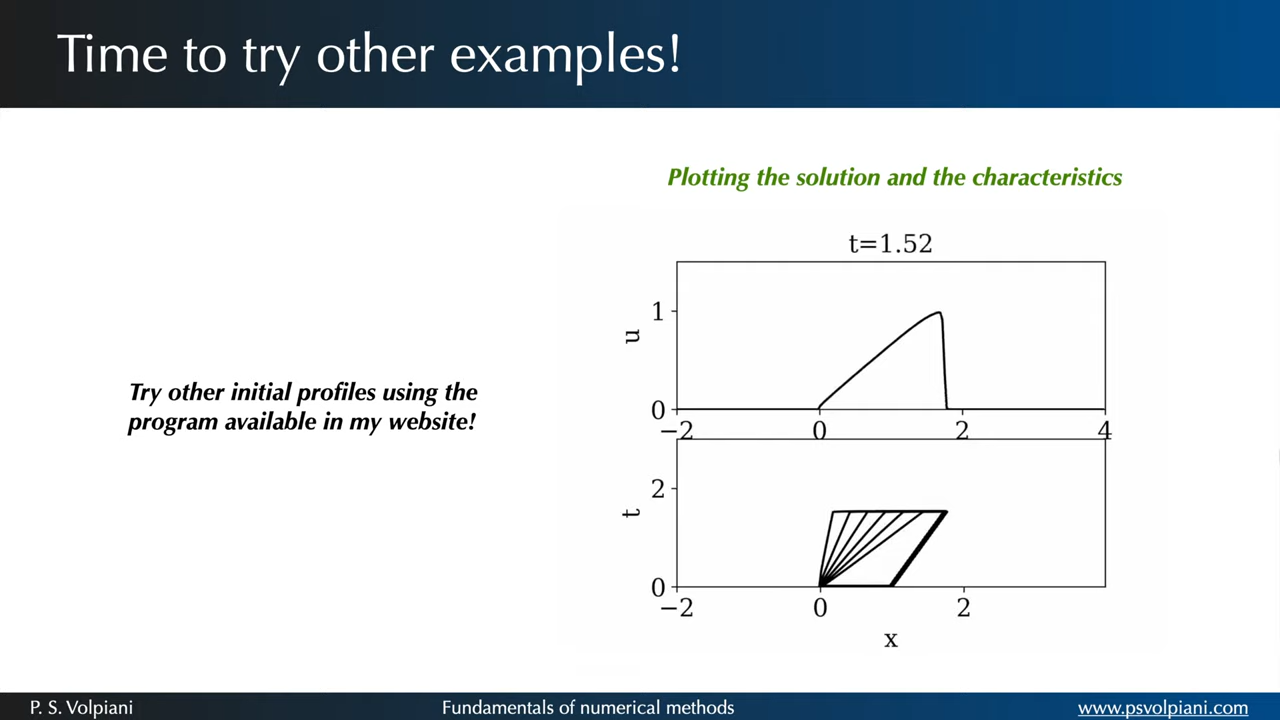 Time to try other examples!
Plotting the solution and the characteristics
Try other initial profiles using the
program available in my website!
t=1.52
1
u
0
−2 0 2 4
2
t
0
−2 0 2
x
P. S. Volpiani Fundamentals of numerical methods www.psvolpiani.com